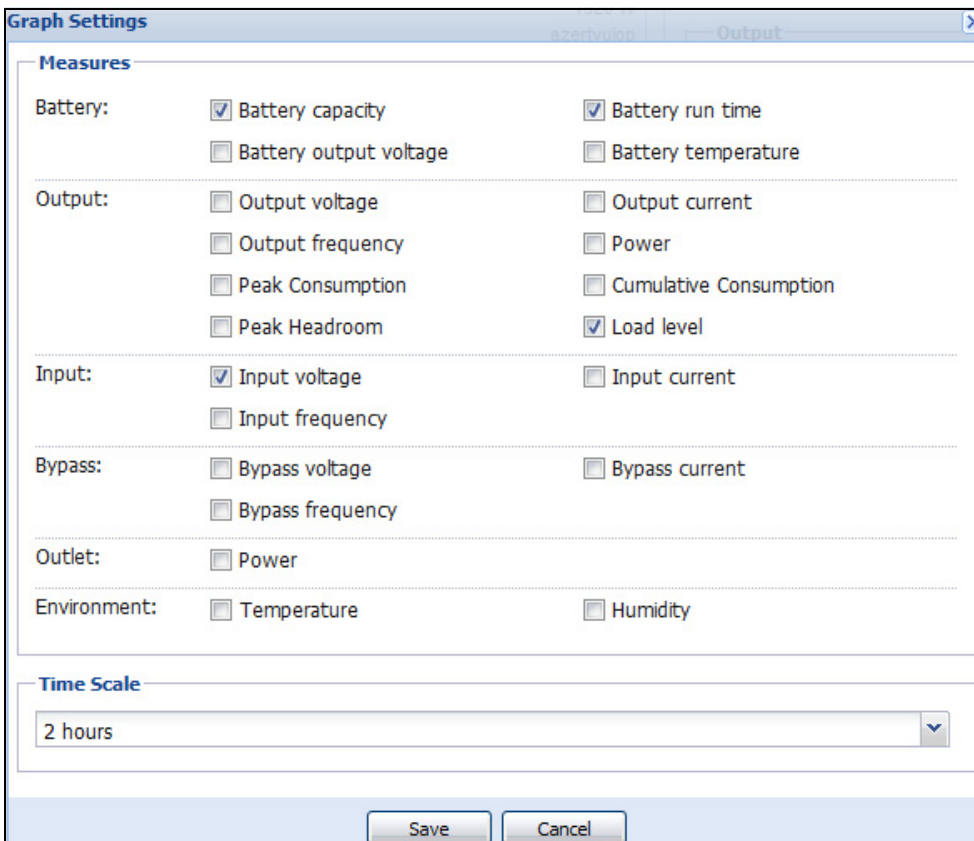 Graph Settings
azertyuiop
Output
Measures
Battery:
Battery capacity
Battery run time
Battery output voltage
Battery temperature
Output:
Output voltage
Output current
Output frequency
Power
Peak Consumption
Cumulative Consumption
Peak Headroom
Load level
Input:
Input voltage
Input current
Input frequency
Bypass:
Bypass voltage
Bypass current
Bypass frequency
Outlet:
Power
Environment:
Temperature
Humidity
Time Scale
2 hours
Save
Cancel